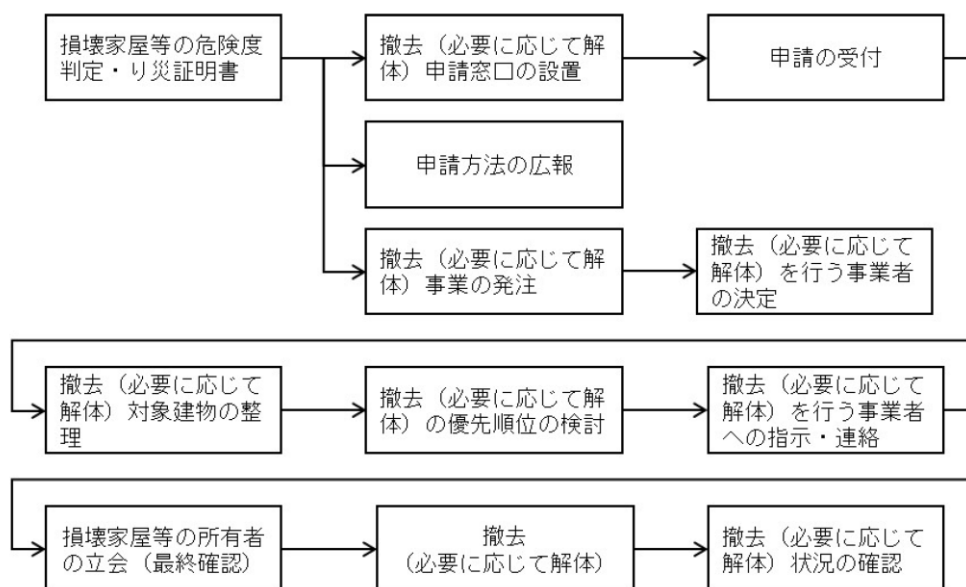 損壊家屋等の危険度
判定・り災証明書
撤去（必要に応じて解
体）申請窓口の設置
申請の受付
申請方法の広報
撤去（必要に応じて解
体）事業の発注
撤去（必要に応じて
解体）を行う事業者
の決定
撤去（必要に応じて
解体）対象建物の整
理
撤去（必要に応じて解
体）の優先順位の検討
撤去（必要に応じて
解体）を行う事業者
への指示・連絡
損壊家屋等の所有者
の立会（最終確認）
撤去
(必要に応じて解体）
撤去（必要に応じて
解体）状況の確認